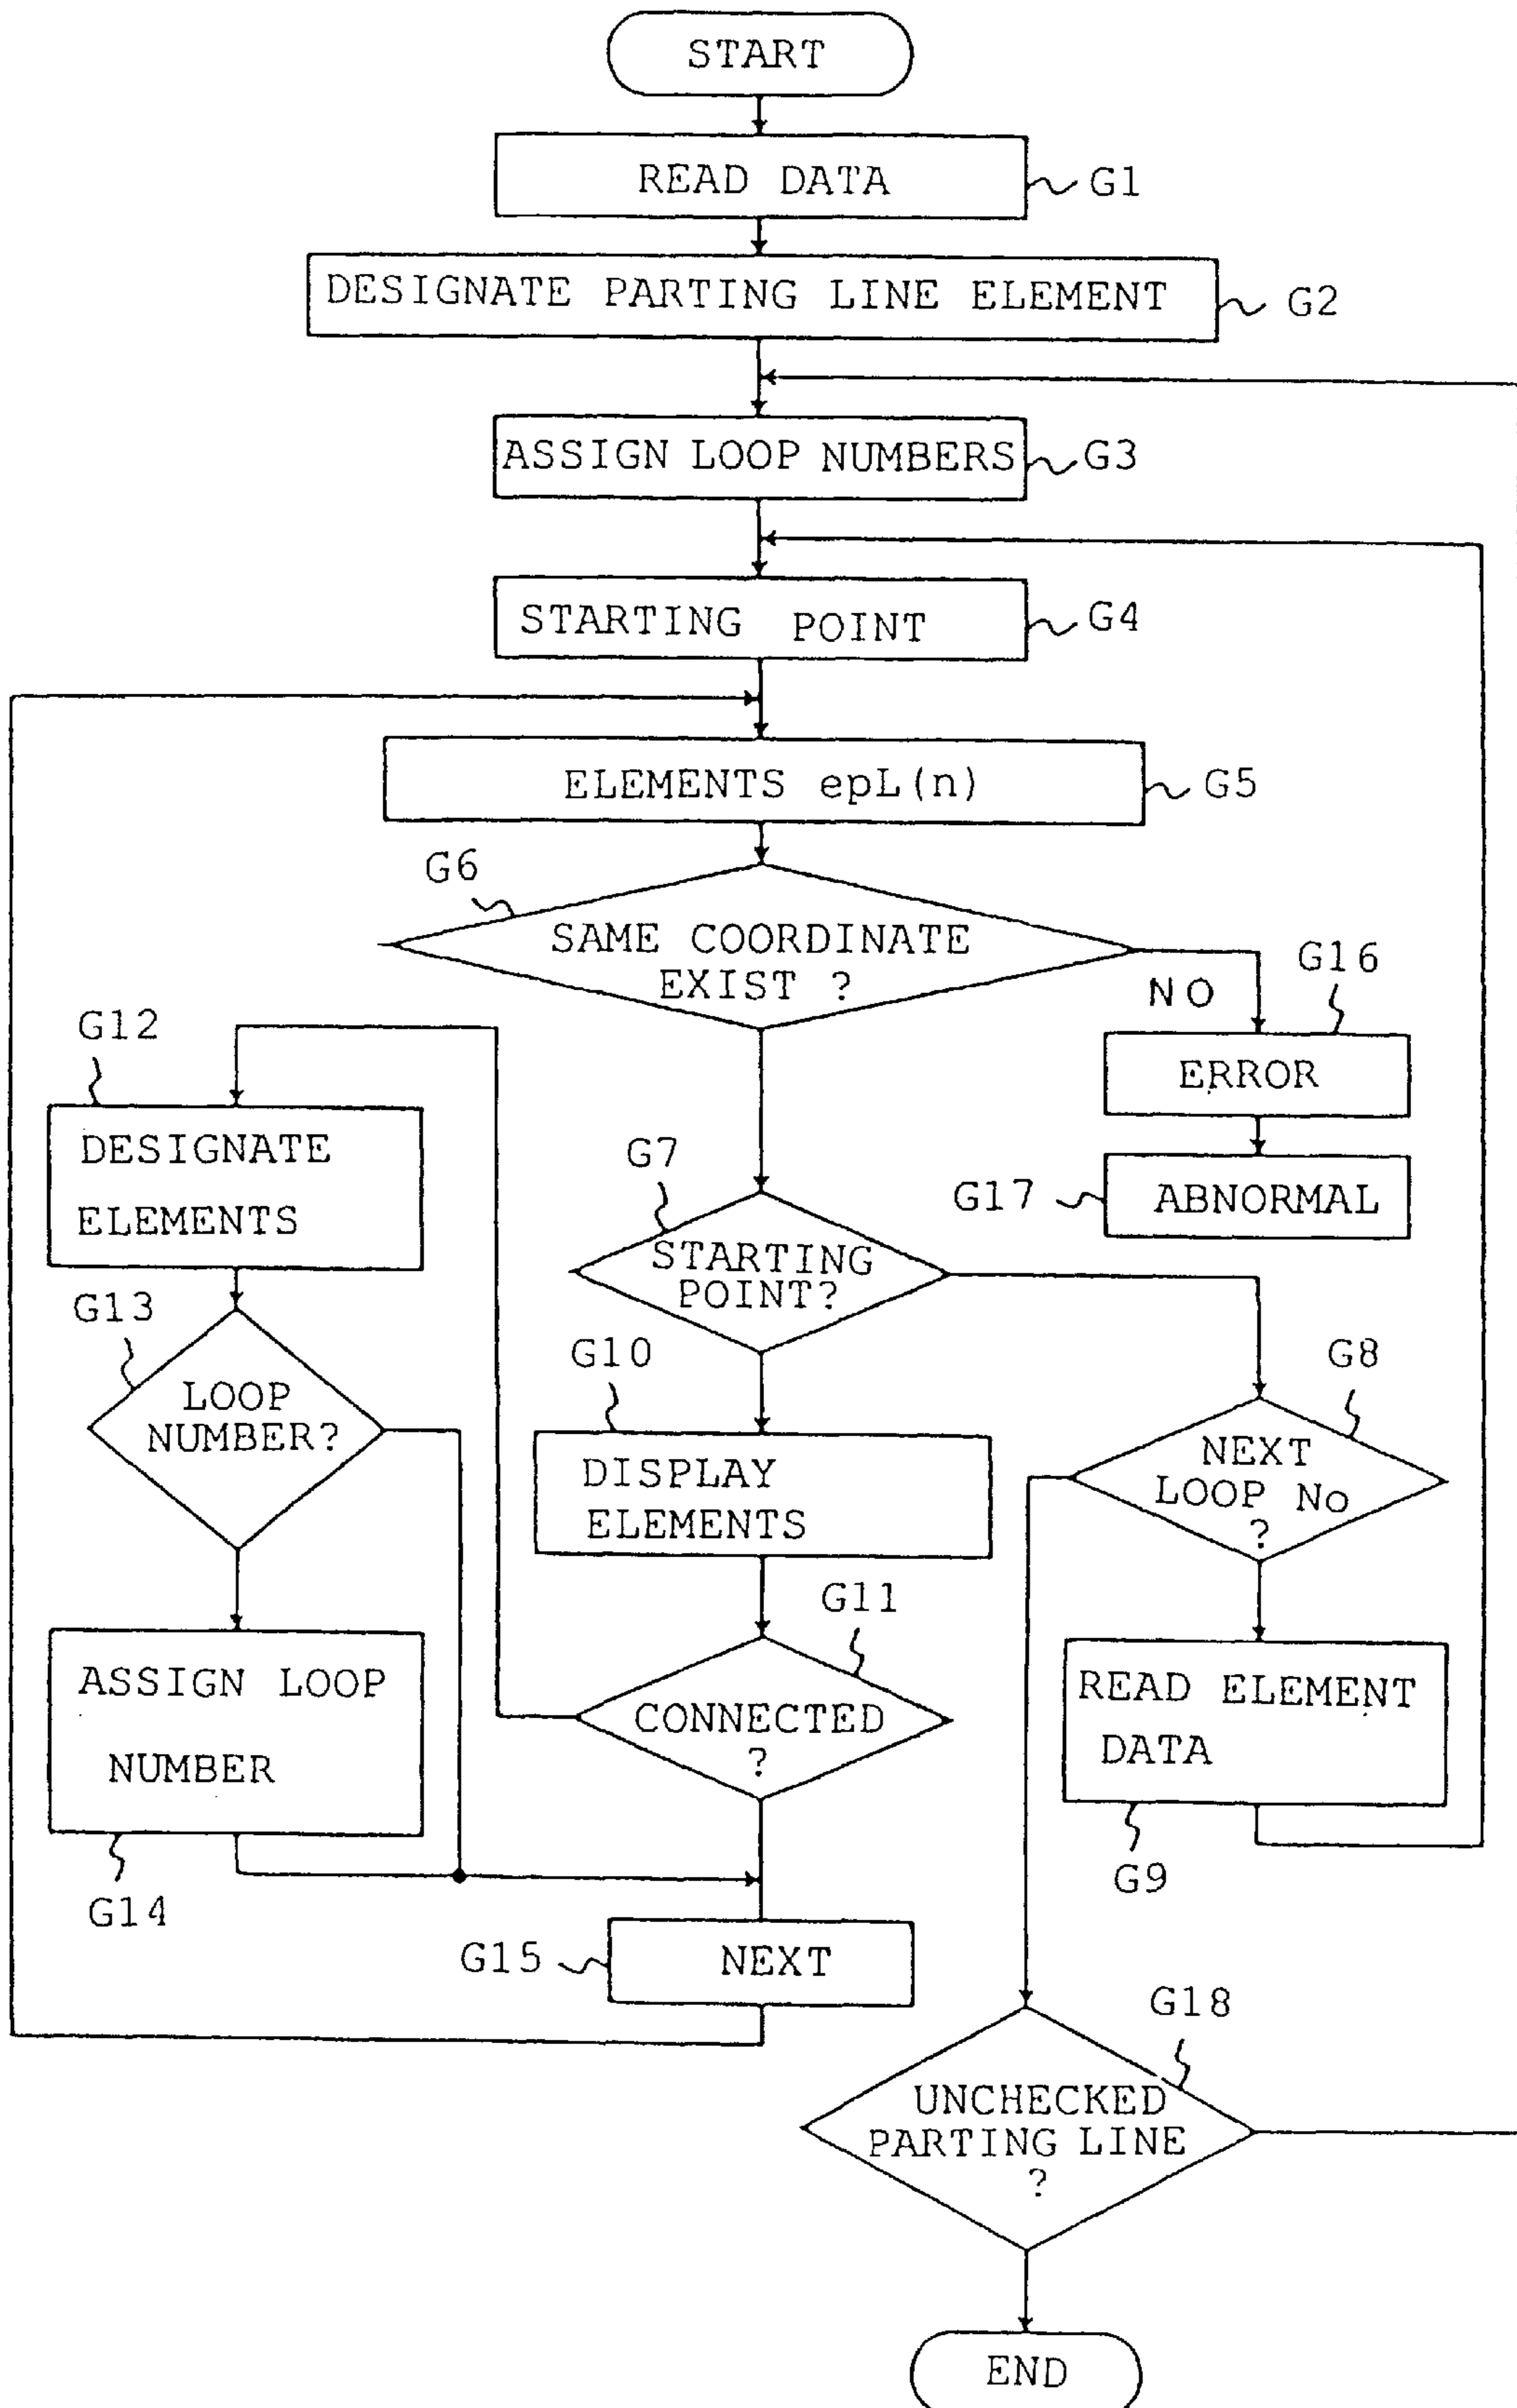 START
READ DATA
G1
DESIGNATE PARTING LINE ELEMENT
G2
ASSIGN LOOP NUMBERS
G3
STARTING POINT
G4
ELEMENTS epL(n)
G5
G6
SAME COORDINATE
EXIST ?
NO
G16
ERROR
G17
ABNORMAL
G12
DESIGNATE
ELEMENTS
G7
STARTING
POINT?
G13
LOOP
NUMBER?
G10
DISPLAY
ELEMENTS
G8
NEXT
LOOP No
?
G11
CONNECTED
?
ASSIGN LOOP
NUMBER
G14
READ ELEMENT
DATA
G9
G15
NEXT
G18
UNCHECKED
PARTING LINE
?
END